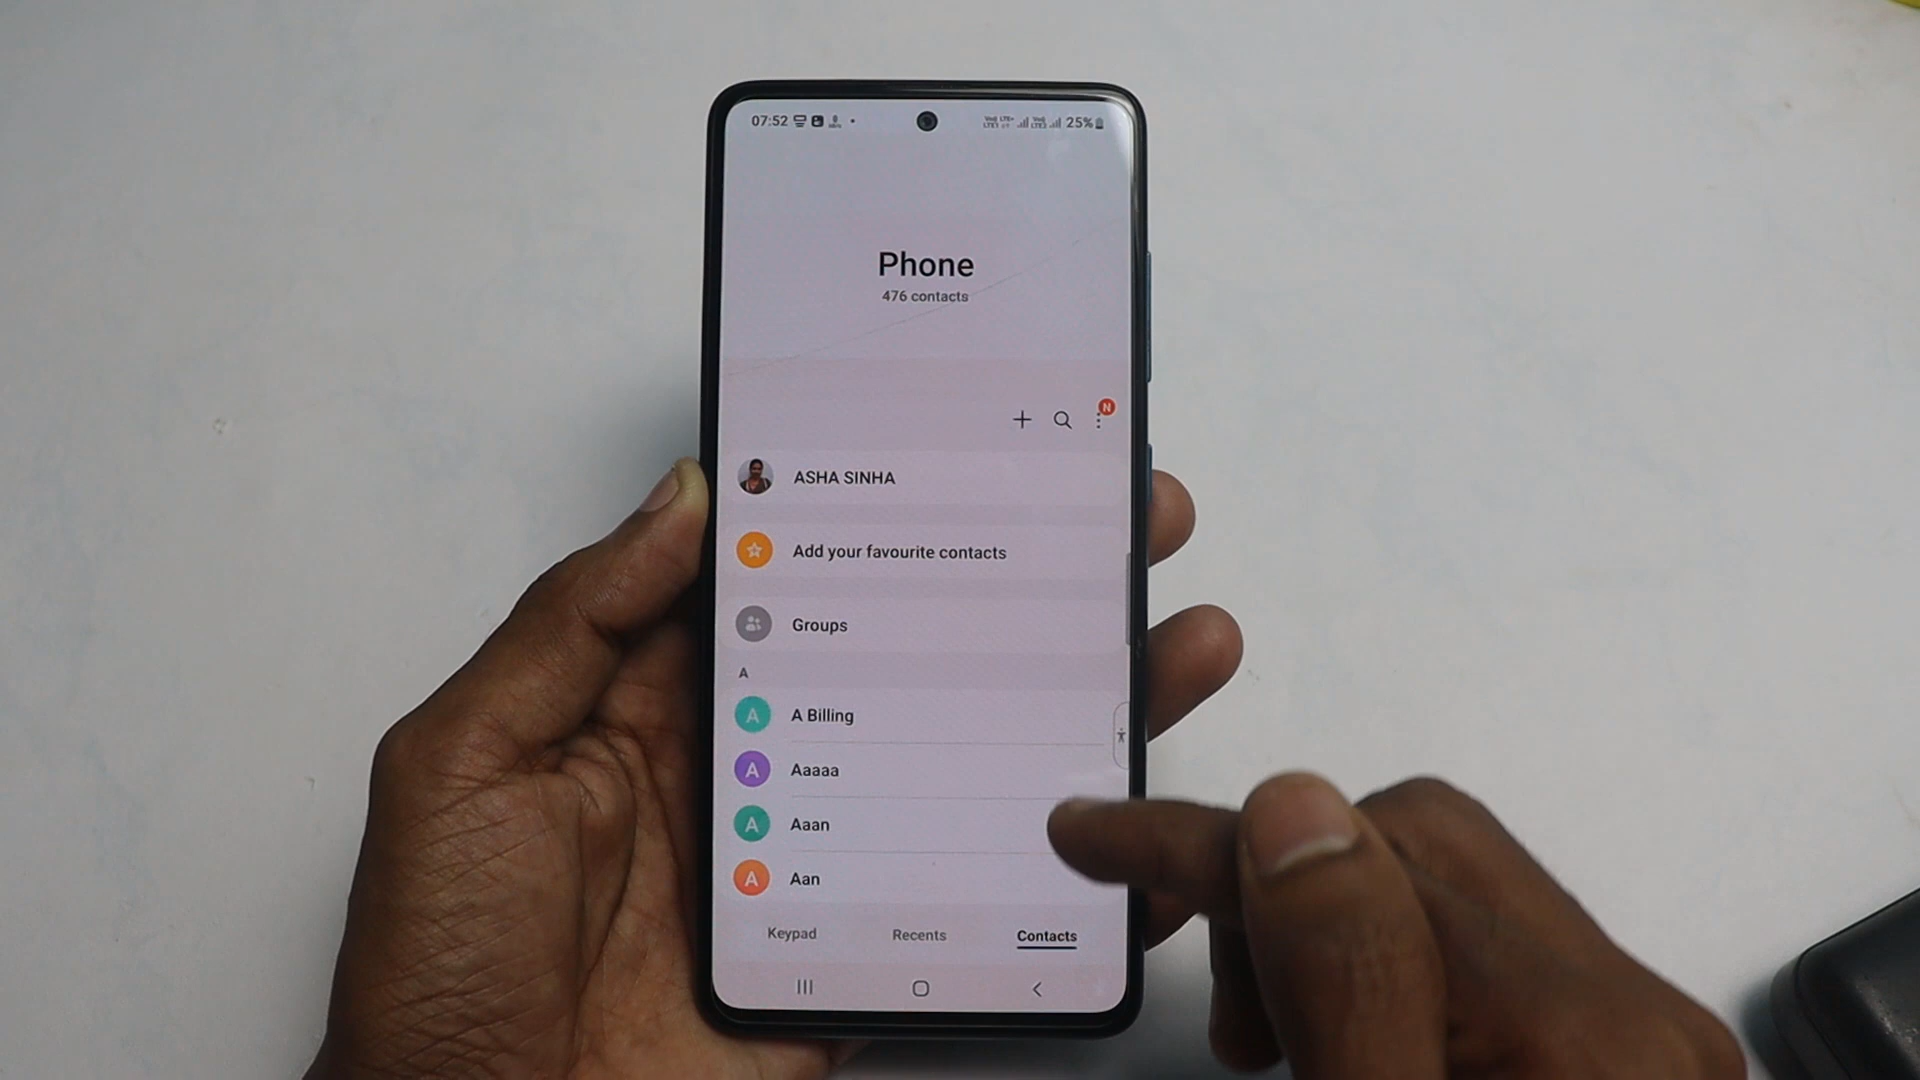 07:52 25%
Phone
476 contacts
N
ASHA SINHA
Add your favourite contacts
Groups
A
A A Billing
A Aaaaa
A Aaan
A Aan
Keypad Recents Contacts